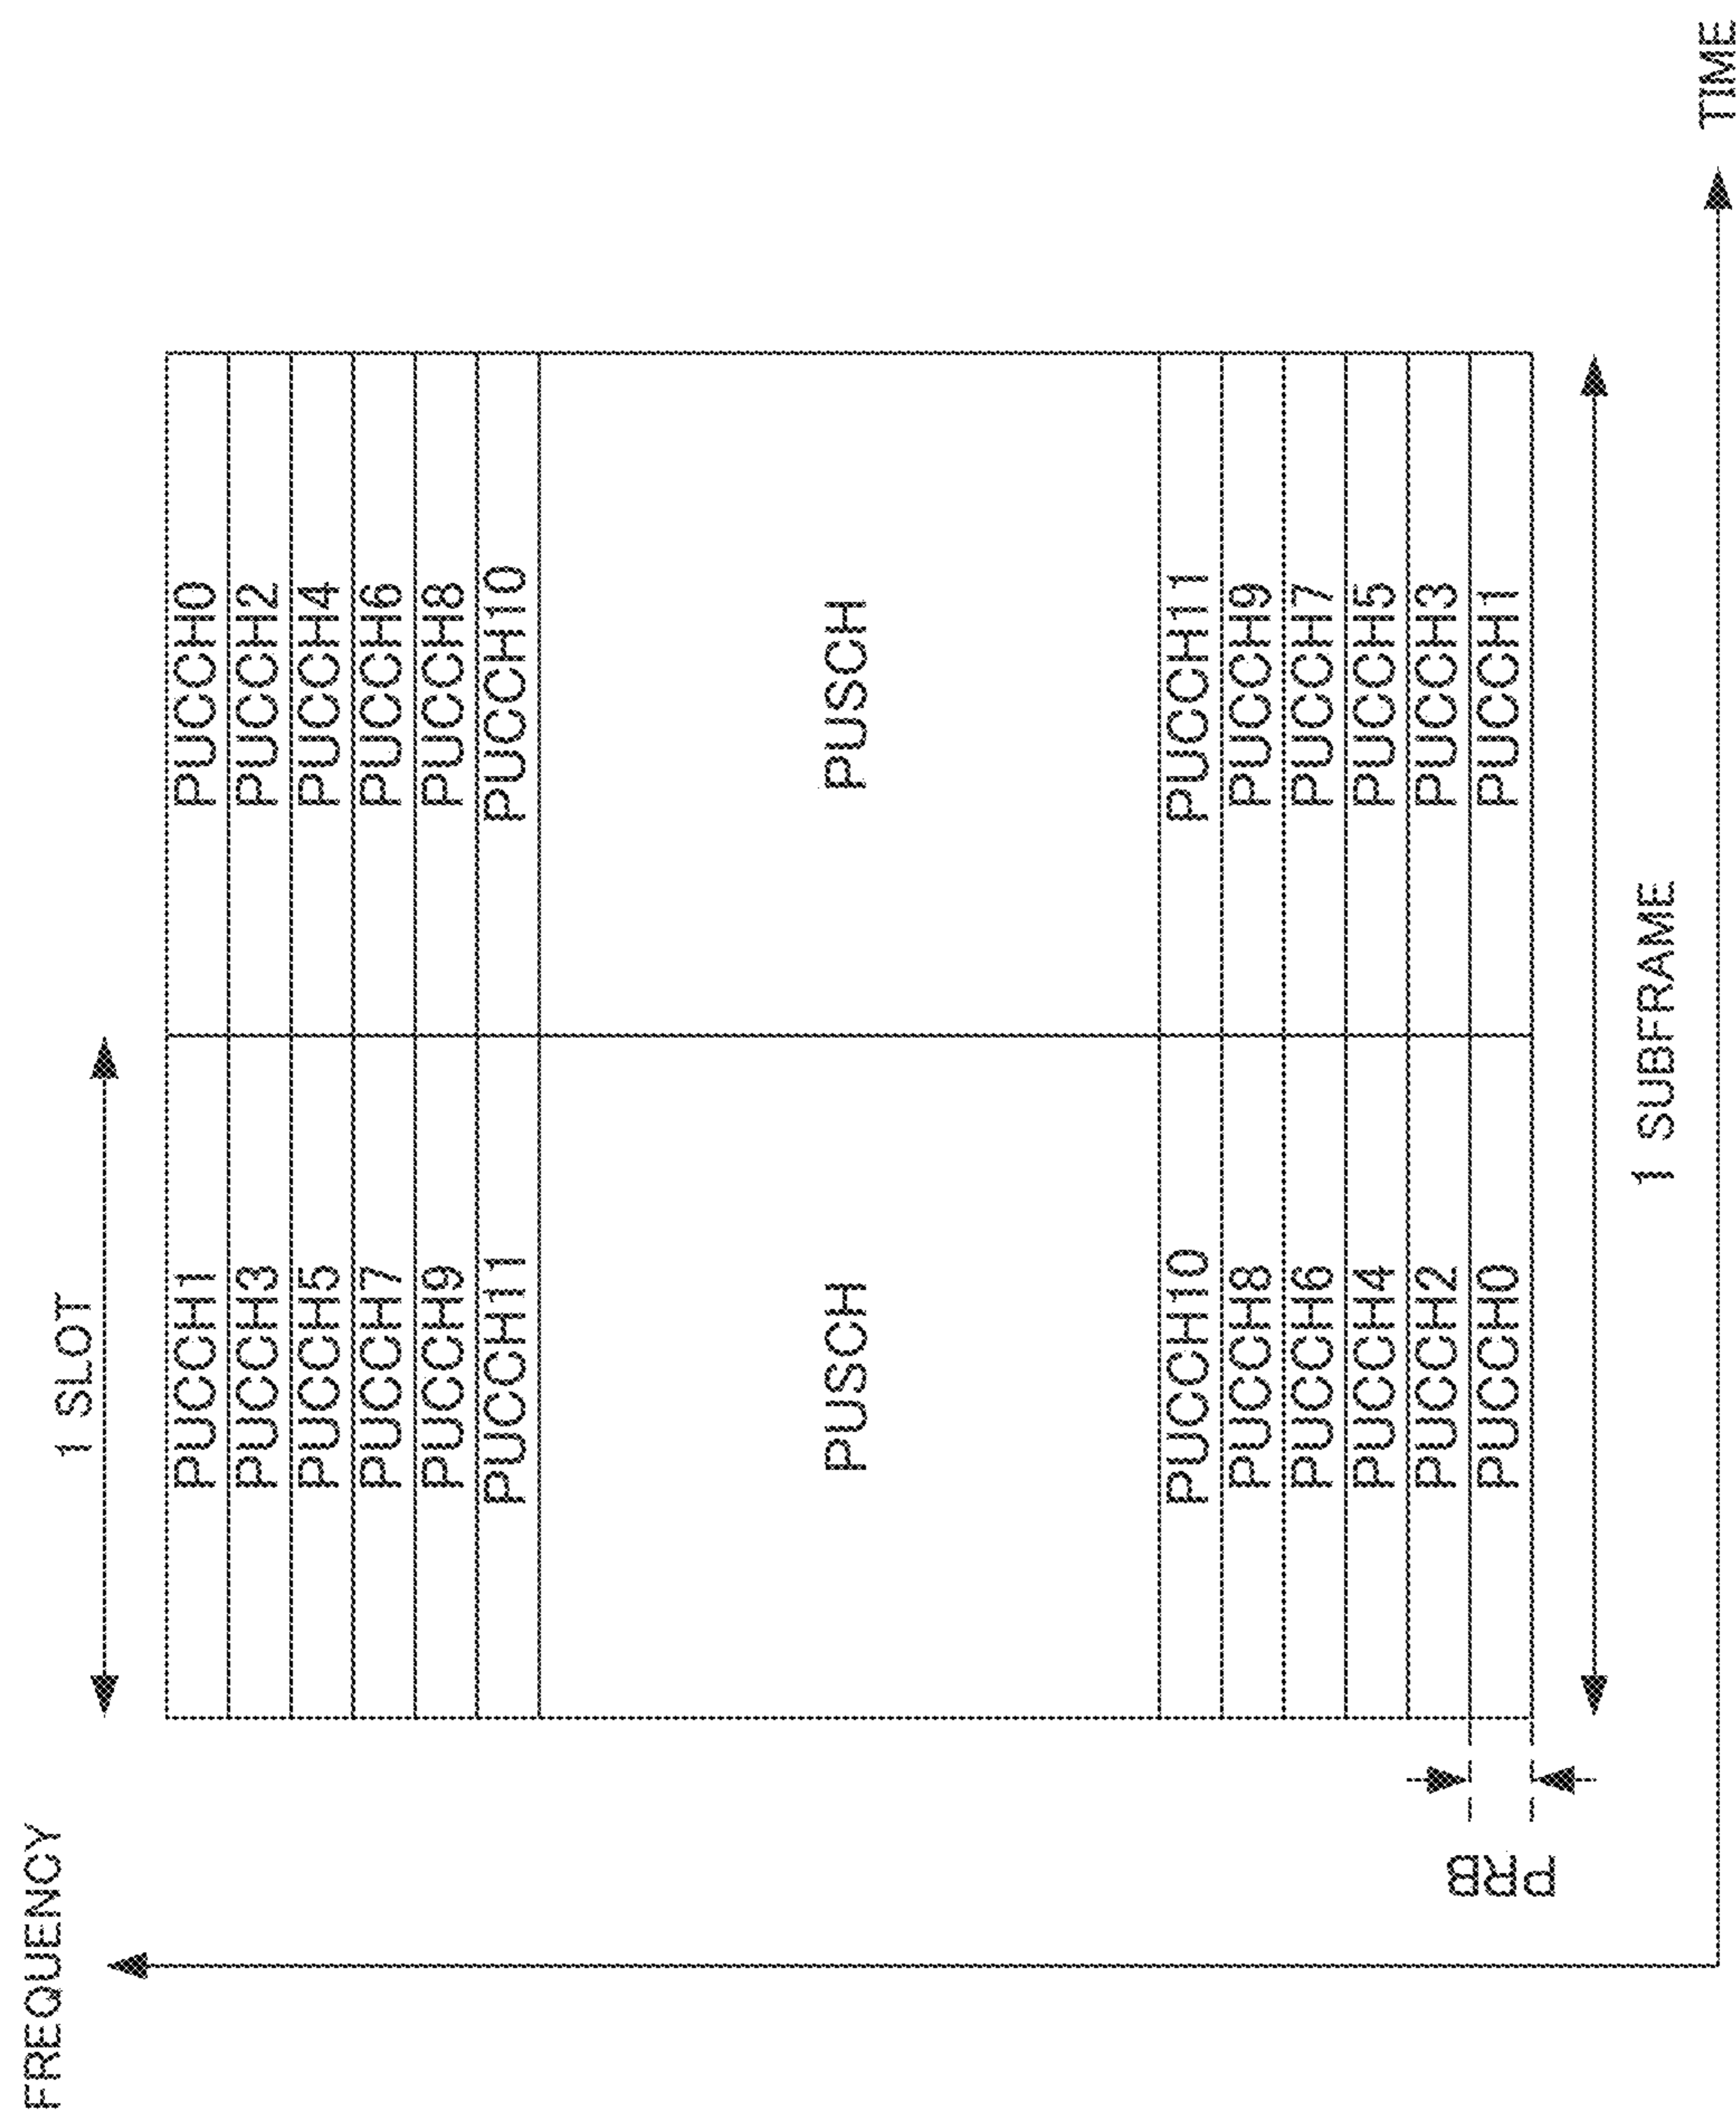 FREQUENCY
1 SLOT
PUCCH1 PUCCH0
PUCCH3 PUCCH2
PUCCH5 PUCCH4
PUCCH7 PUCCH6
PUCCH9 PUCCH8
PUCCH11 PUCCH10
PUSCH PUSCH
PUCCH10 PUCCH11
PUCCH8 PUCCH9
PUCCH6 PUCCH7
PUCCH4 PUCCH5
PUCCH2 PUCCH3
PUCCH0 PUCCH1
PRB
1 SUBFRAME
TIME